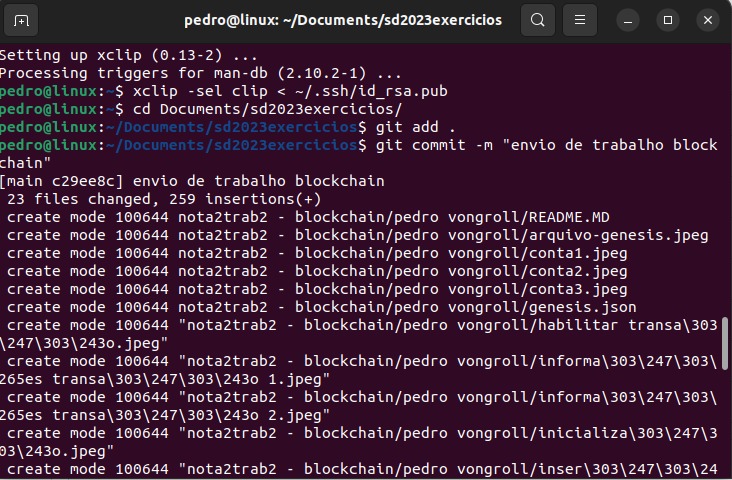 pedro@linux: ~/Documents/sd2023exercicios
Setting up xclip (0.13-2) ...
Processing triggers for man-db (2.10.2-1) ...
pedro@linux:~$ xclip -sel clip < ~/.ssh/id_rsa.pub
pedro@linux:~$ cd Documents/sd2023exercicios/
pedro@linux:~/Documents/sd2023exercicios$ git add .
pedro@linux:~/Documents/sd2023exercicios$ git commit -m "envio de trabalho block
chain"
[main c29ee8c] envio de trabalho blockchain
 23 files changed, 259 insertions(+)
 create mode 100644 nota2trab2 - blockchain/pedro vongroll/README.MD
 create mode 100644 nota2trab2 - blockchain/pedro vongroll/arquivo-genesis.jpeg
 create mode 100644 nota2trab2 - blockchain/pedro vongroll/conta1.jpeg
 create mode 100644 nota2trab2 - blockchain/pedro vongroll/conta2.jpeg
 create mode 100644 nota2trab2 - blockchain/pedro vongroll/conta3.jpeg
 create mode 100644 nota2trab2 - blockchain/pedro vongroll/genesis.json
 create mode 100644 "nota2trab2 - blockchain/pedro vongroll/habilitar transa\303
\247\303\243o.jpeg"
 create mode 100644 "nota2trab2 - blockchain/pedro vongroll/informa\303\247\303\
265es transa\303\247\303\243o 1.jpeg"
 create mode 100644 "nota2trab2 - blockchain/pedro vongroll/informa\303\247\303\
265es transa\303\247\303\243o 2.jpeg"
 create mode 100644 "nota2trab2 - blockchain/pedro vongroll/inicializa\303\247\3
03\243o.jpeg"
 create mode 100644 "nota2trab2 - blockchain/pedro vongroll/inser\303\247\303\24